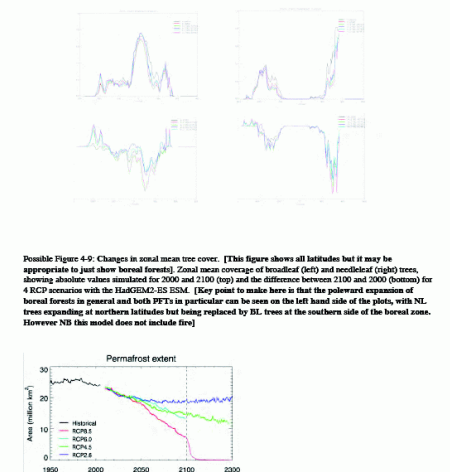 Possible Figure 4-9: Changes in zonal mean tree cover. [This figure shows all latitudes but it may be
appropriate to just show boreal forests]. Zonal mean coverage of broadleaf (left) and needleleaf (right) trees,
showing absolute values simulated for 2000 and 2100 (top) and the difference between 2100 and 2000 (bottom) for
4 RCP scenarios with the HadGEM2-ES ESM. [Key point to make here is that the poleward expansion of
boreal forests in general and both PFTs in particular can be seen on the left hand side of the plots, with NL
trees expanding at northern latitudes but being replaced by BL trees at the southern side of the boreal zone.
However NB this model does not include fire]
Permafrost extent
Area (million km²)
30
20
10
0
Historical
RCP8.5
RCP6.0
RCP4.5
RCP2.6
1950 2000 2050 2100 2300